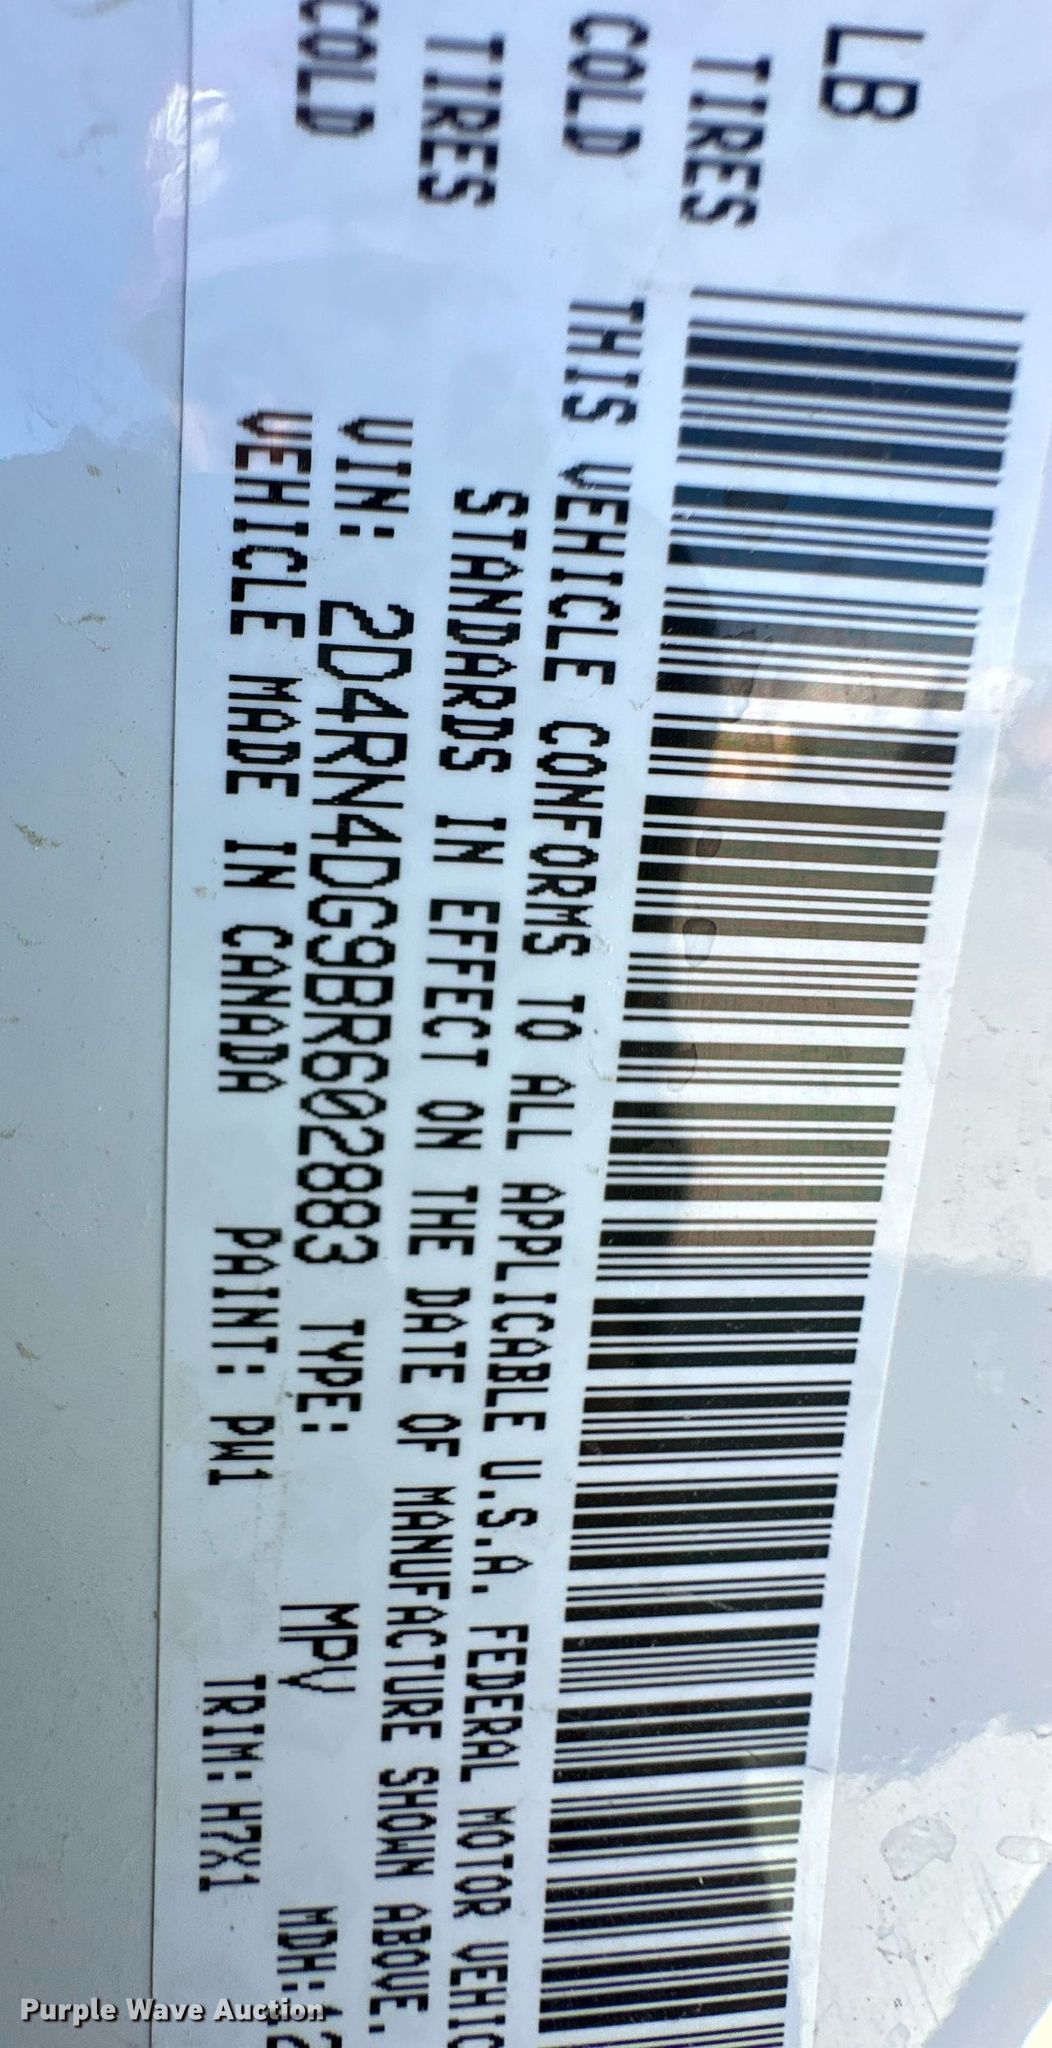 LB
TIRES
COLD
TIRES
COLD
THIS VEHICLE CONFORMS TO ALL APPLICABLE U.S.A. FEDERAL MOTOR VEHIC
STANDARDS IN EFFECT ON THE DATE OF MANUFACTURE SHOWN ABOVE.
VIN: 2D4RN4DG9BR602883 TYPE: MPV MDH:
VEHICLE MADE IN CANADA PAINT: PW1 TRIM: H7X1
Purple Wave Auction